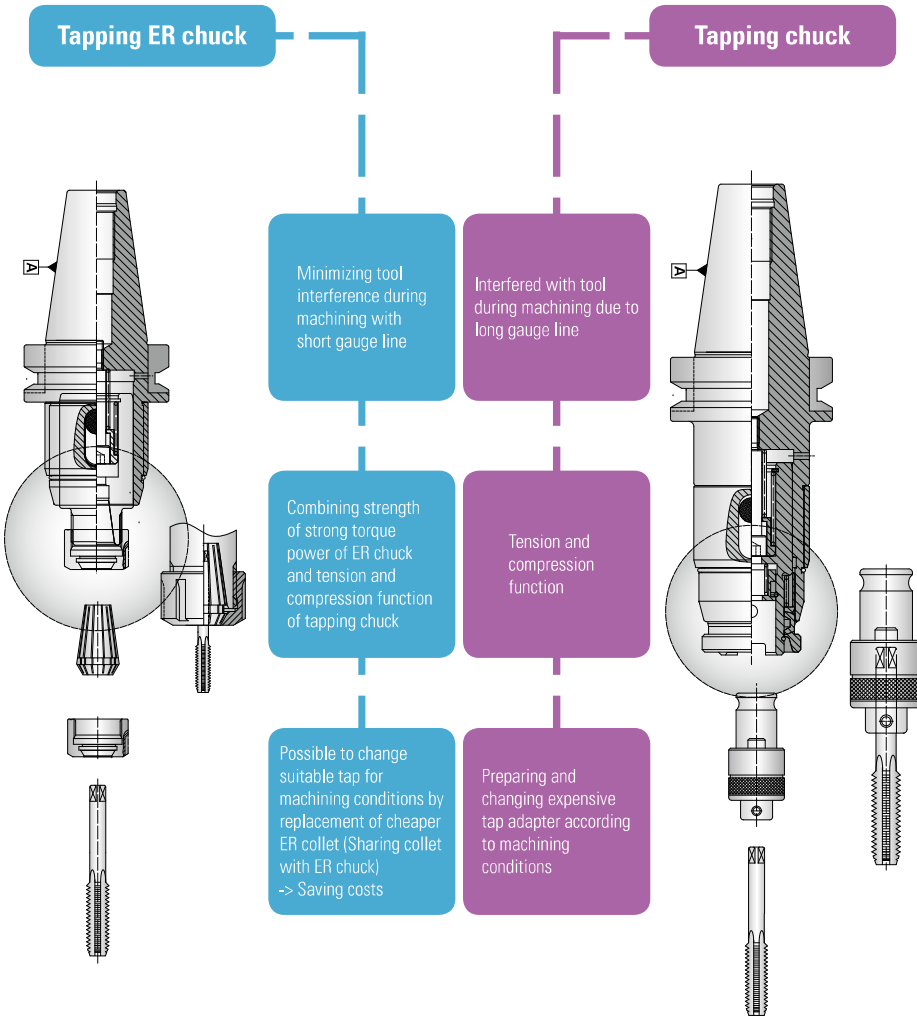 Tapping ER chuck
Tapping chuck
A
A
Minimizing tool
interference during
machining with
short gauge line
Interfered with tool
during machining due to
long gauge line
Combining strength
of strong torque
power of ER chuck
and tension and
compression function
of tapping chuck
Tension and
compression
function
Possible to change
suitable tap for
machining conditions by
replacement of cheaper
ER collet (Sharing collet
with ER chuck)
-> Saving costs
Preparing and
changing expensive
tap adapter according
to machining
conditions